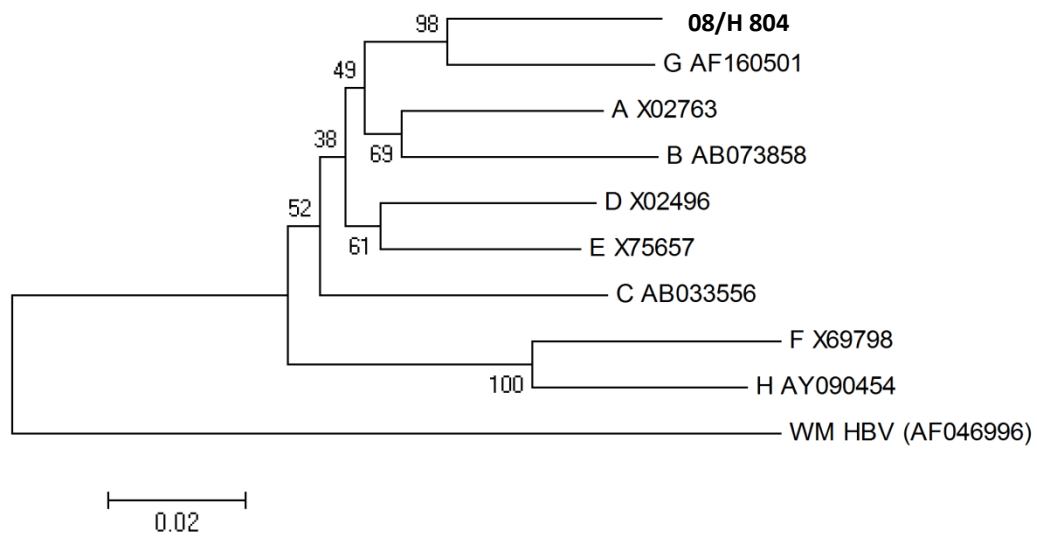 98
08/H 804
G AF160501
49
A X02763
38
69
B AB073858
D X02496
52
61
E X75657
C AB033556
F X69798
100
H AY090454
WM HBV (AF046996)
0.02